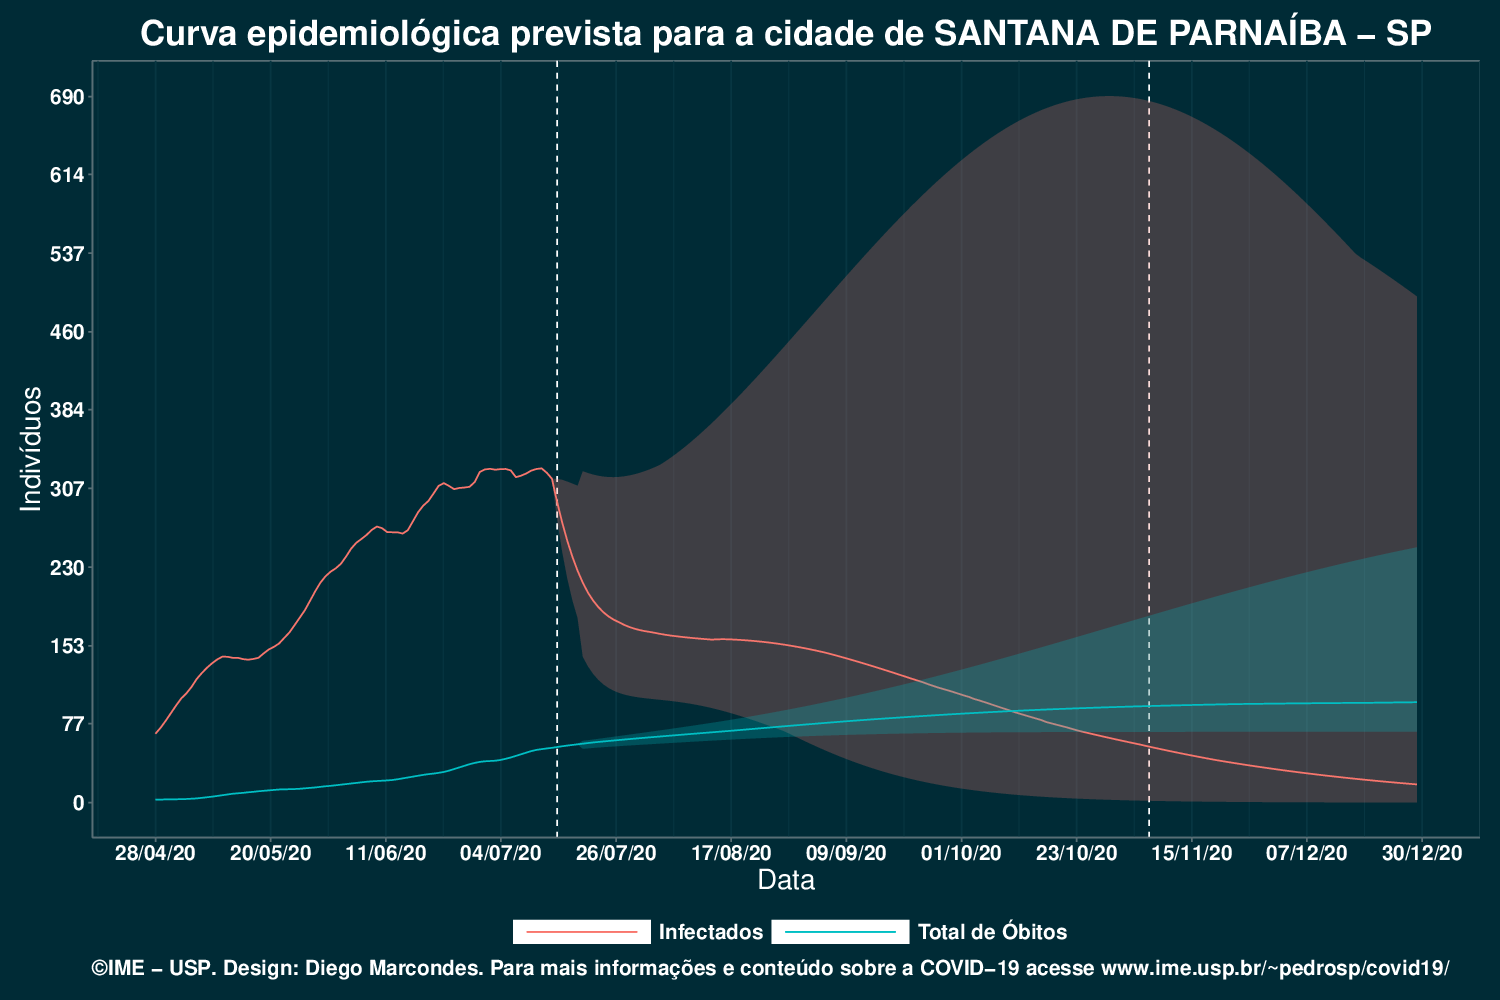 Curva epidemiológica prevista para a cidade de SANTANA DE PARNAÍBA – SP
Indivíduos
690
614
537
460
384
307
230
153
77
0
28/04/20 20/05/20 11/06/20 04/07/20 26/07/20 17/08/20 09/09/20 01/10/20 23/10/20 15/11/20 07/12/20 30/12/20
Data
Infectados Total de Óbitos
©IME – USP. Design: Diego Marcondes. Para mais informações e conteúdo sobre a COVID–19 acesse www.ime.usp.br/~pedrosp/covid19/